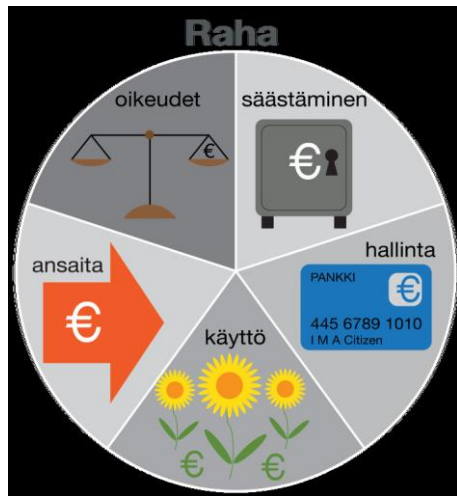 Raha
oikeudet
€
säästäminen
€
hallinta
PANKKI
€
445 6789 1010
I M A Citizen
ansaita
€
käyttö
€ €